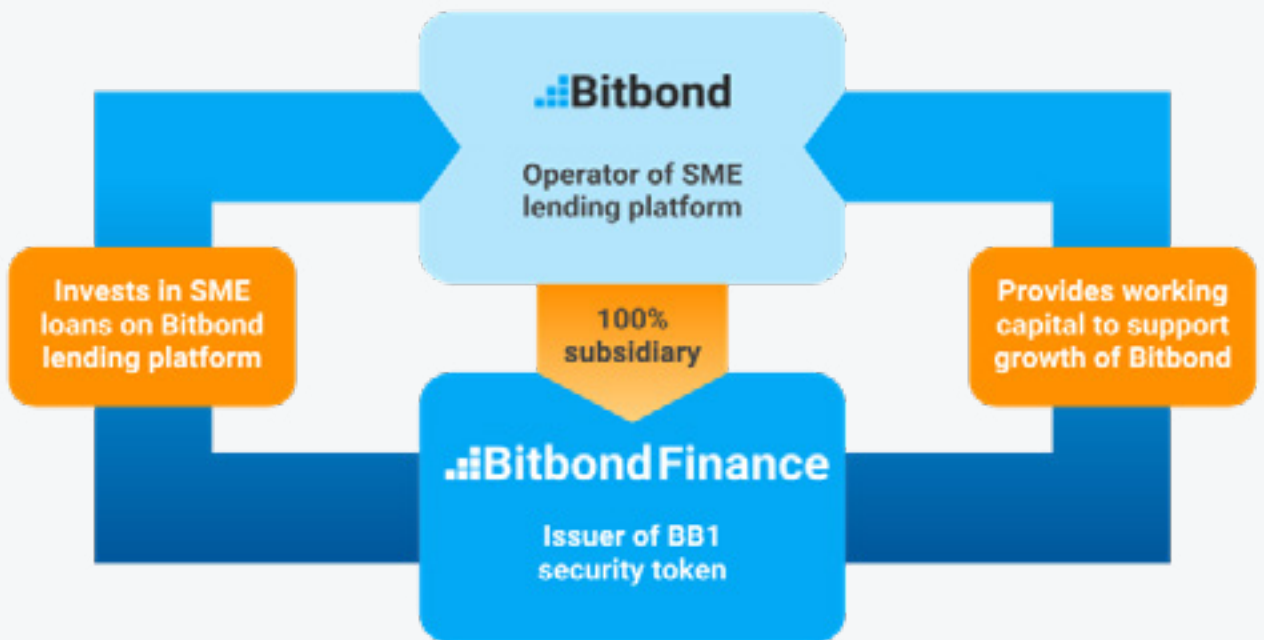 Bitbond
Operator of SME
lending platform
Invests in SME
loans on Bitbond
lending platform
100%
subsidiary
Provides working
capital to support
growth of Bitbond
Bitbond Finance
Issuer of BB1
security token